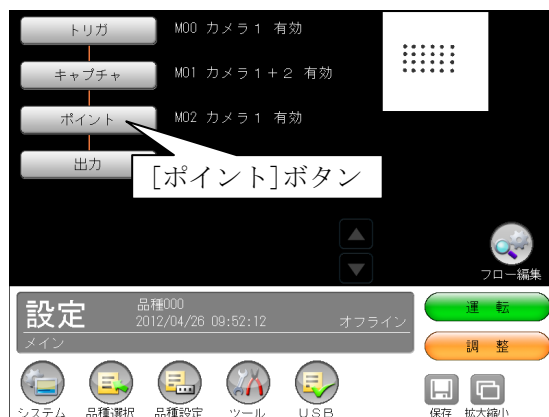 トリガ M00 カメラ1 有効
キャプチャ M01 カメラ1+2 有効
ポイント M02 カメラ1 有効
出力
[ポイント]ボタン
フロー編集
設定 品種000
2012/04/26 09:52:12 オフライン
メイン
運 転
調 整
システム 品種選択 品種設定 ツール USB 保存 拡大縮小